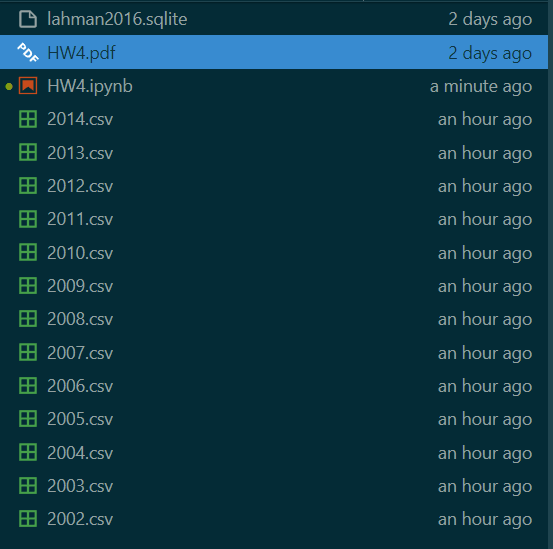 lahman2016.sqlite 2 days ago
PDF HW4.pdf 2 days ago
HW4.ipynb a minute ago
2014.csv an hour ago
2013.csv an hour ago
2012.csv an hour ago
2011.csv an hour ago
2010.csv an hour ago
2009.csv an hour ago
2008.csv an hour ago
2007.csv an hour ago
2006.csv an hour ago
2005.csv an hour ago
2004.csv an hour ago
2003.csv an hour ago
2002.csv an hour ago